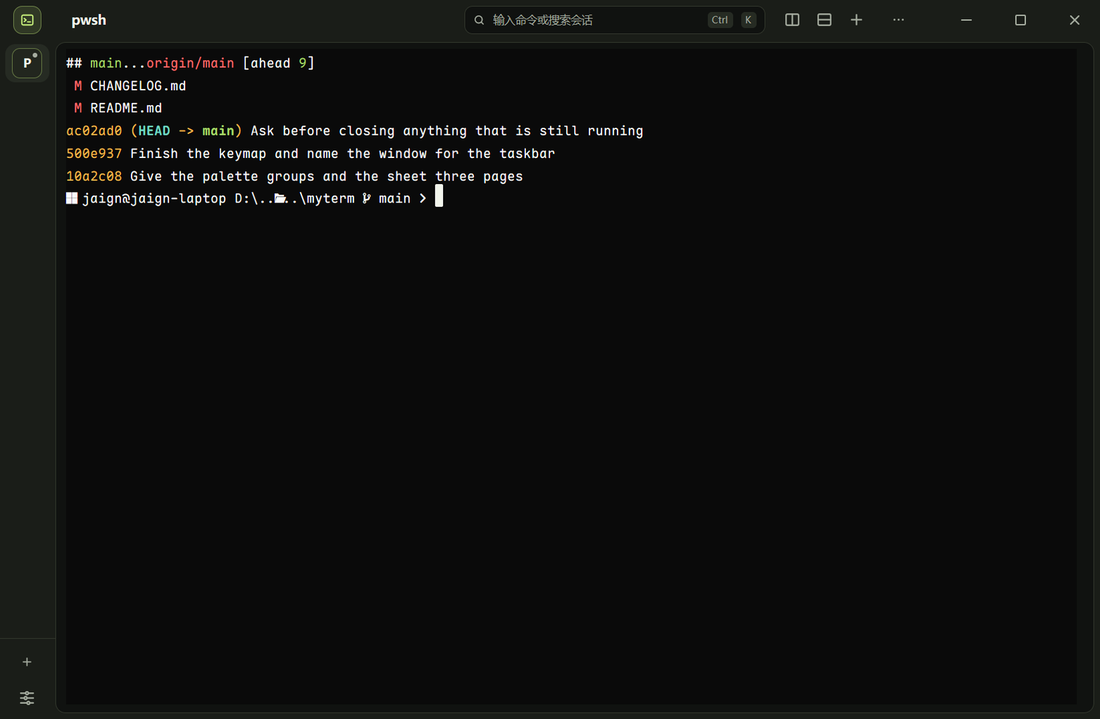 pwsh
输入命令或搜索会话 Ctrl K
P
## main...origin/main [ahead 9]
M CHANGELOG.md
M README.md
ac02ad0 (HEAD -> main) Ask before closing anything that is still running
500e937 Finish the keymap and name the window for the taskbar
10a2c08 Give the palette groups and the sheet three pages
jaign@jaign-laptop D:\..\..\myterm main >